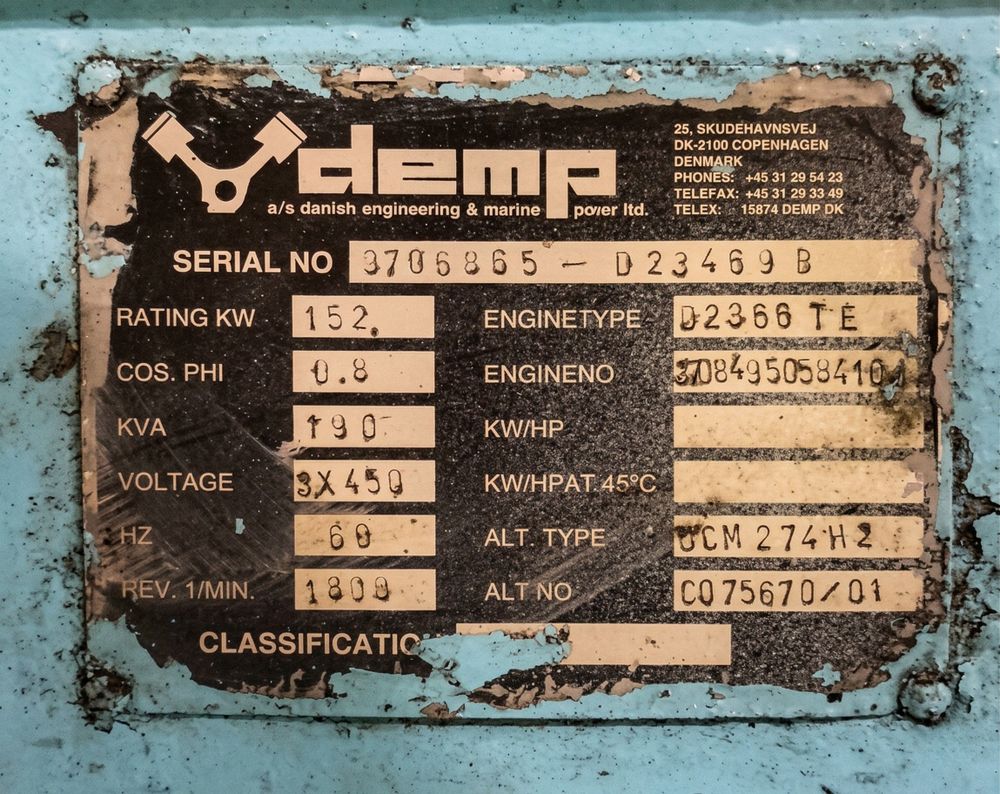 demp
a/s danish engineering & marine power ltd.
25, SKUDEHAVNSVEJ
DK-2100 COPENHAGEN
DENMARK
PHONES: +45 31 29 54 23
TELEFAX: +45 31 29 33 49
TELEX: 15874 DEMP DK
SERIAL NO 3706865 - D23469B
RATING KW 152
ENGINETYPE D2366 TE
COS. PHI 0.8
ENGINENO
KVA 190
KW/HP
VOLTAGE 3X450
KW/HPAT 45°C
HZ 60
ALT. TYPE UCM 274H2
REV. 1/MIN. 1800
ALT NO C075670/01